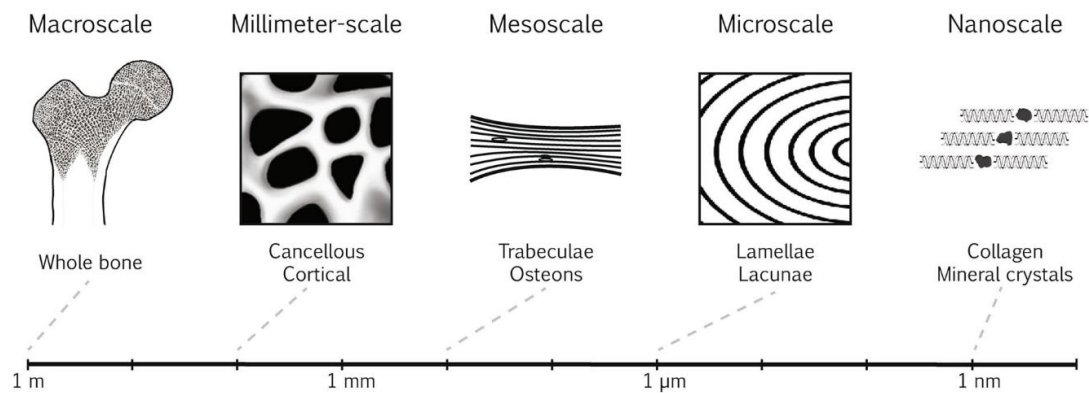 Macroscale Millimeter-scale Mesoscale Microscale Nanoscale
Whole bone
Cancellous
Cortical
Trabeculae
Osteons
Lamellae
Lacunae
Collagen
Mineral crystals
1 m 1 mm 1 μm 1 nm